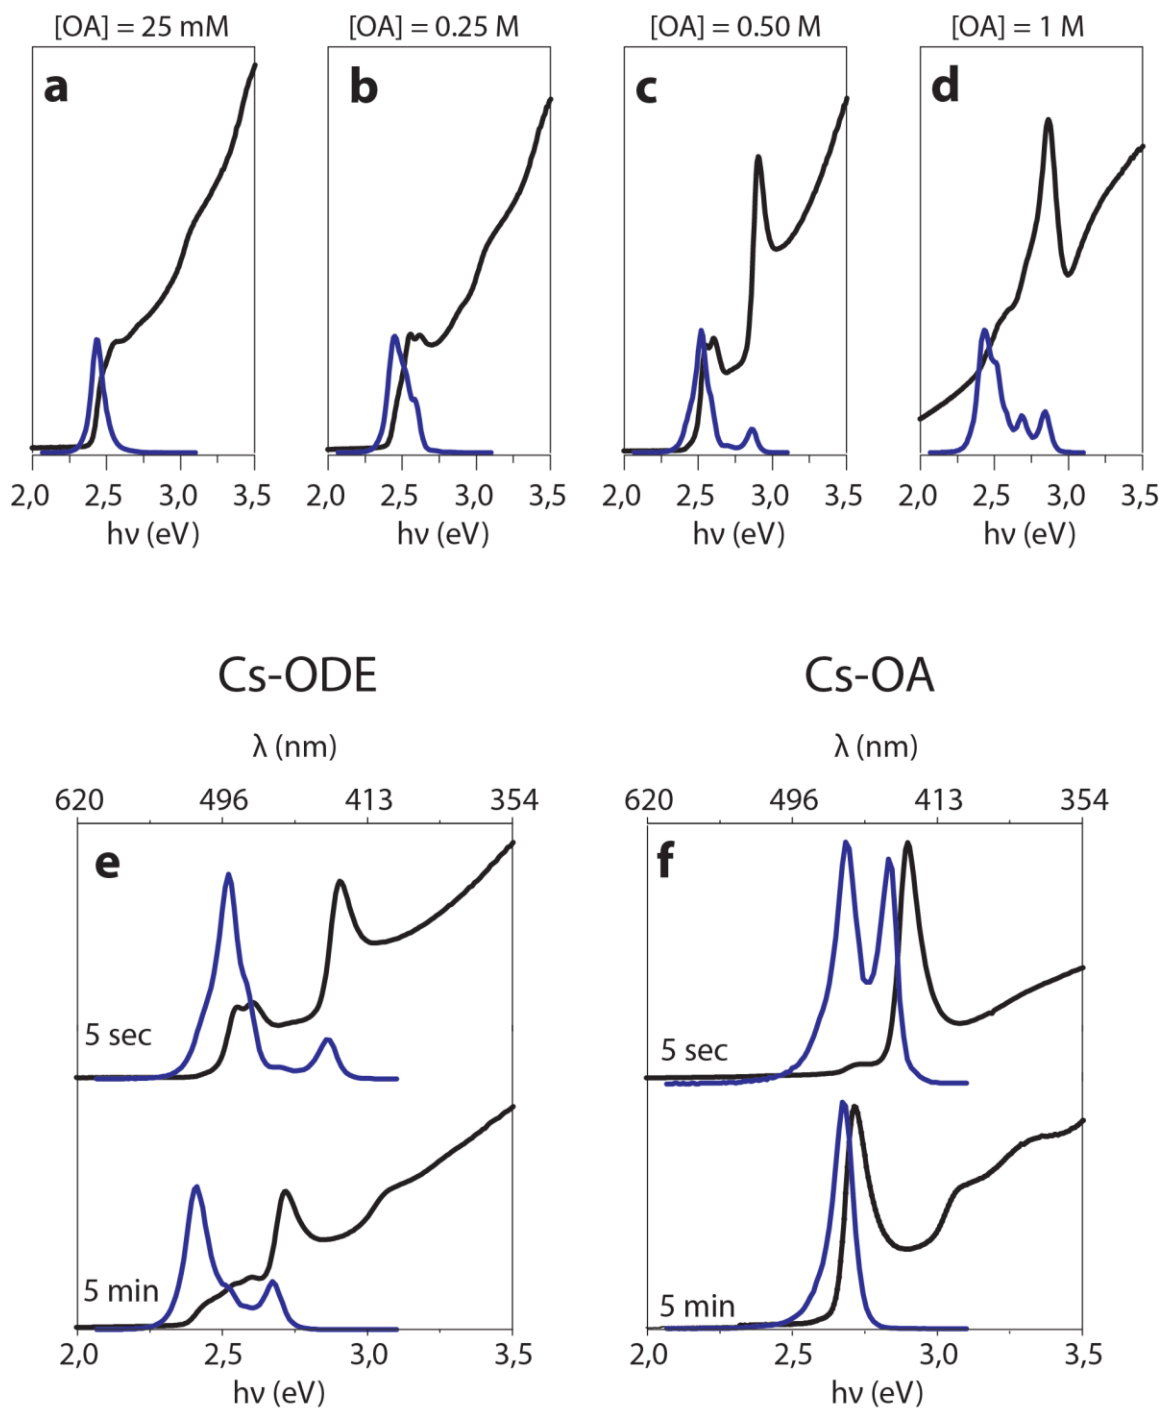 [OA] = 25 mM [OA] = 0.25 M [OA] = 0.50 M [OA] = 1 M
a b c d
2,0 2,5 3,0 3,5 2,0 2,5 3,0 3,5 2,0 2,5 3,0 3,5 2,0 2,5 3,0 3,5
hν (eV) hν (eV) hν (eV) hν (eV)
Cs-ODE Cs-OA
λ (nm) λ (nm)
620 496 413 354 620 496 413 354
e f
5 sec 5 sec
5 min 5 min
2,0 2,5 3,0 3,5 2,0 2,5 3,0 3,5
hν (eV) hν (eV)